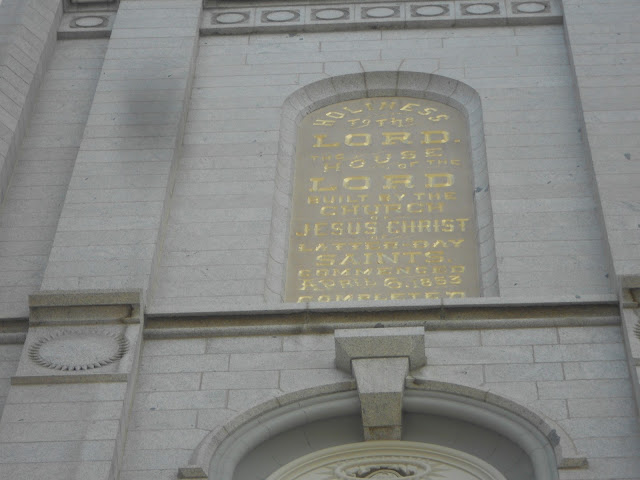 HOLINESS
To The
LORD.
THE HOUSE
OF THE
LORD
BUILT BY THE
CHURCH
OF
JESUS CHRIST
OF
LATTER-DAY
SAINTS.
COMMENCED
APRIL 6, 1853
COMPLETED